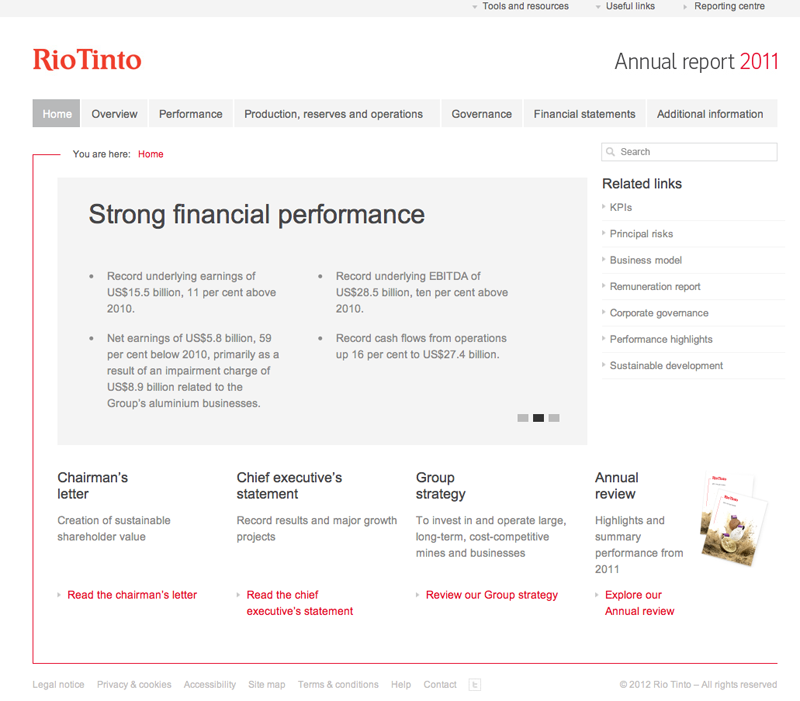 Tools and resources
Useful links
Reporting centre
RioTinto
Annual report 2011
Home
Overview
Performance
Production, reserves and operations
Governance
Financial statements
Additional information
You are here: Home
Search
Strong financial performance
• Record underlying earnings of
US$15.5 billion, 11 per cent above
2010.
• Net earnings of US$5.8 billion, 59
per cent below 2010, primarily as a
result of an impairment charge of
US$8.9 billion related to the
Group's aluminium businesses.
• Record underlying EBITDA of
US$28.5 billion, ten per cent above
2010.
• Record cash flows from operations
up 16 per cent to US$27.4 billion.
Related links
KPIs
Principal risks
Business model
Remuneration report
Corporate governance
Performance highlights
Sustainable development
Chairman's
letter
Creation of sustainable
shareholder value
Read the chairman's letter
Chief executive's
statement
Record results and major growth
projects
Read the chief
executive's statement
Group
strategy
To invest in and operate large,
long-term, cost-competitive
mines and businesses
Review our Group strategy
Annual
review
Highlights and
summary
performance from
2011
Explore our
Annual review
RioTinto
RioTinto
Legal notice
Privacy & cookies
Accessibility
Site map
Terms & conditions
Help
Contact
t
© 2012 Rio Tinto – All rights reserved